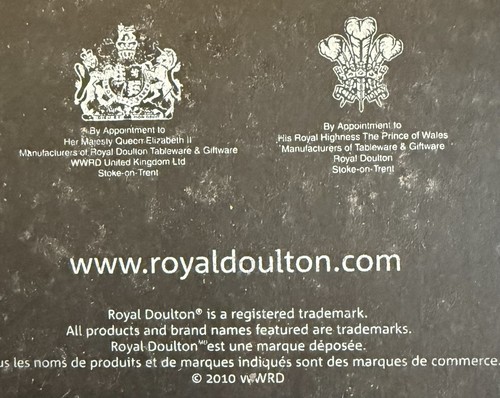 By Appointment to
Her Majesty Queen Elizabeth II
Manufacturers of Royal Doulton Tableware & Giftware
WWRD United Kingdom Ltd
Stoke-on-Trent
By Appointment to
His Royal Highness The Prince of Wales
Manufacturers of Tableware & Giftware
Royal Doulton
Stoke-on-Trent
www.royaldoulton.com
Royal Doulton® is a registered trademark.
All products and brand names featured are trademarks.
Royal Doulton est une marque déposée.
us les noms de produits et de marques indiqués sont des marques de commerce.
© 2010 WWRD